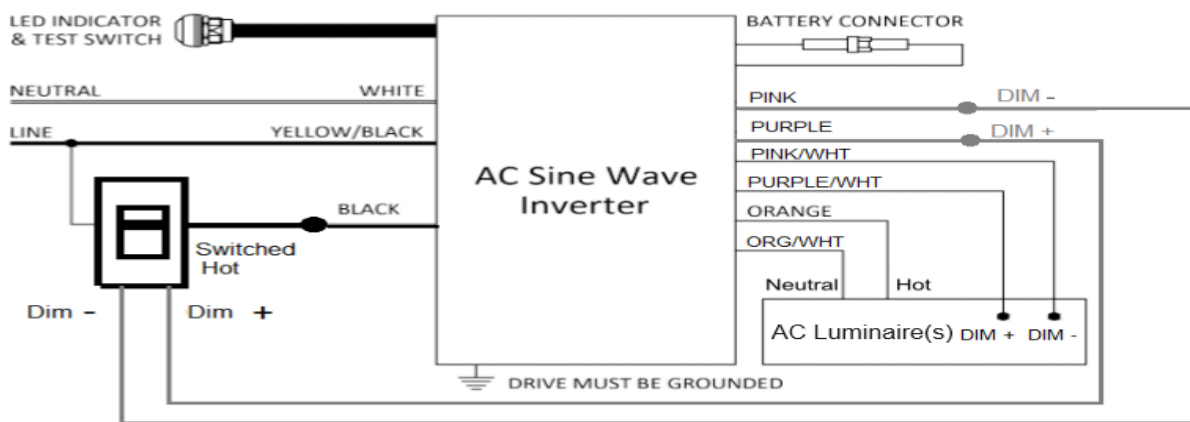 LED INDICATOR
& TEST SWITCH
BATTERY CONNECTOR
NEUTRAL
WHITE
PINK
DIM -
LINE
YELLOW/BLACK
PURPLE
DIM +
PINK/WHT
AC Sine Wave
Inverter
PURPLE/WHT
BLACK
ORANGE
Switched
Hot
ORG/WHT
Neutral
Hot
Dim -
Dim +
AC Luminaire(s)
DIM +
DIM -
DRIVE MUST BE GROUNDED